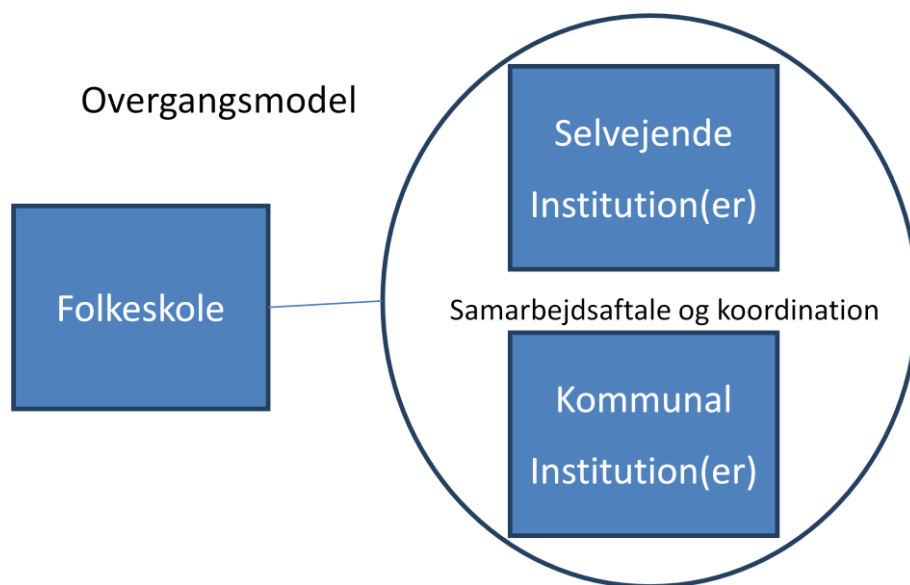 Overgangsmodel
Folkeskole
Selvejende
Institution(er)
Samarbejdsaftale og koordination
Kommunal
Institution(er)